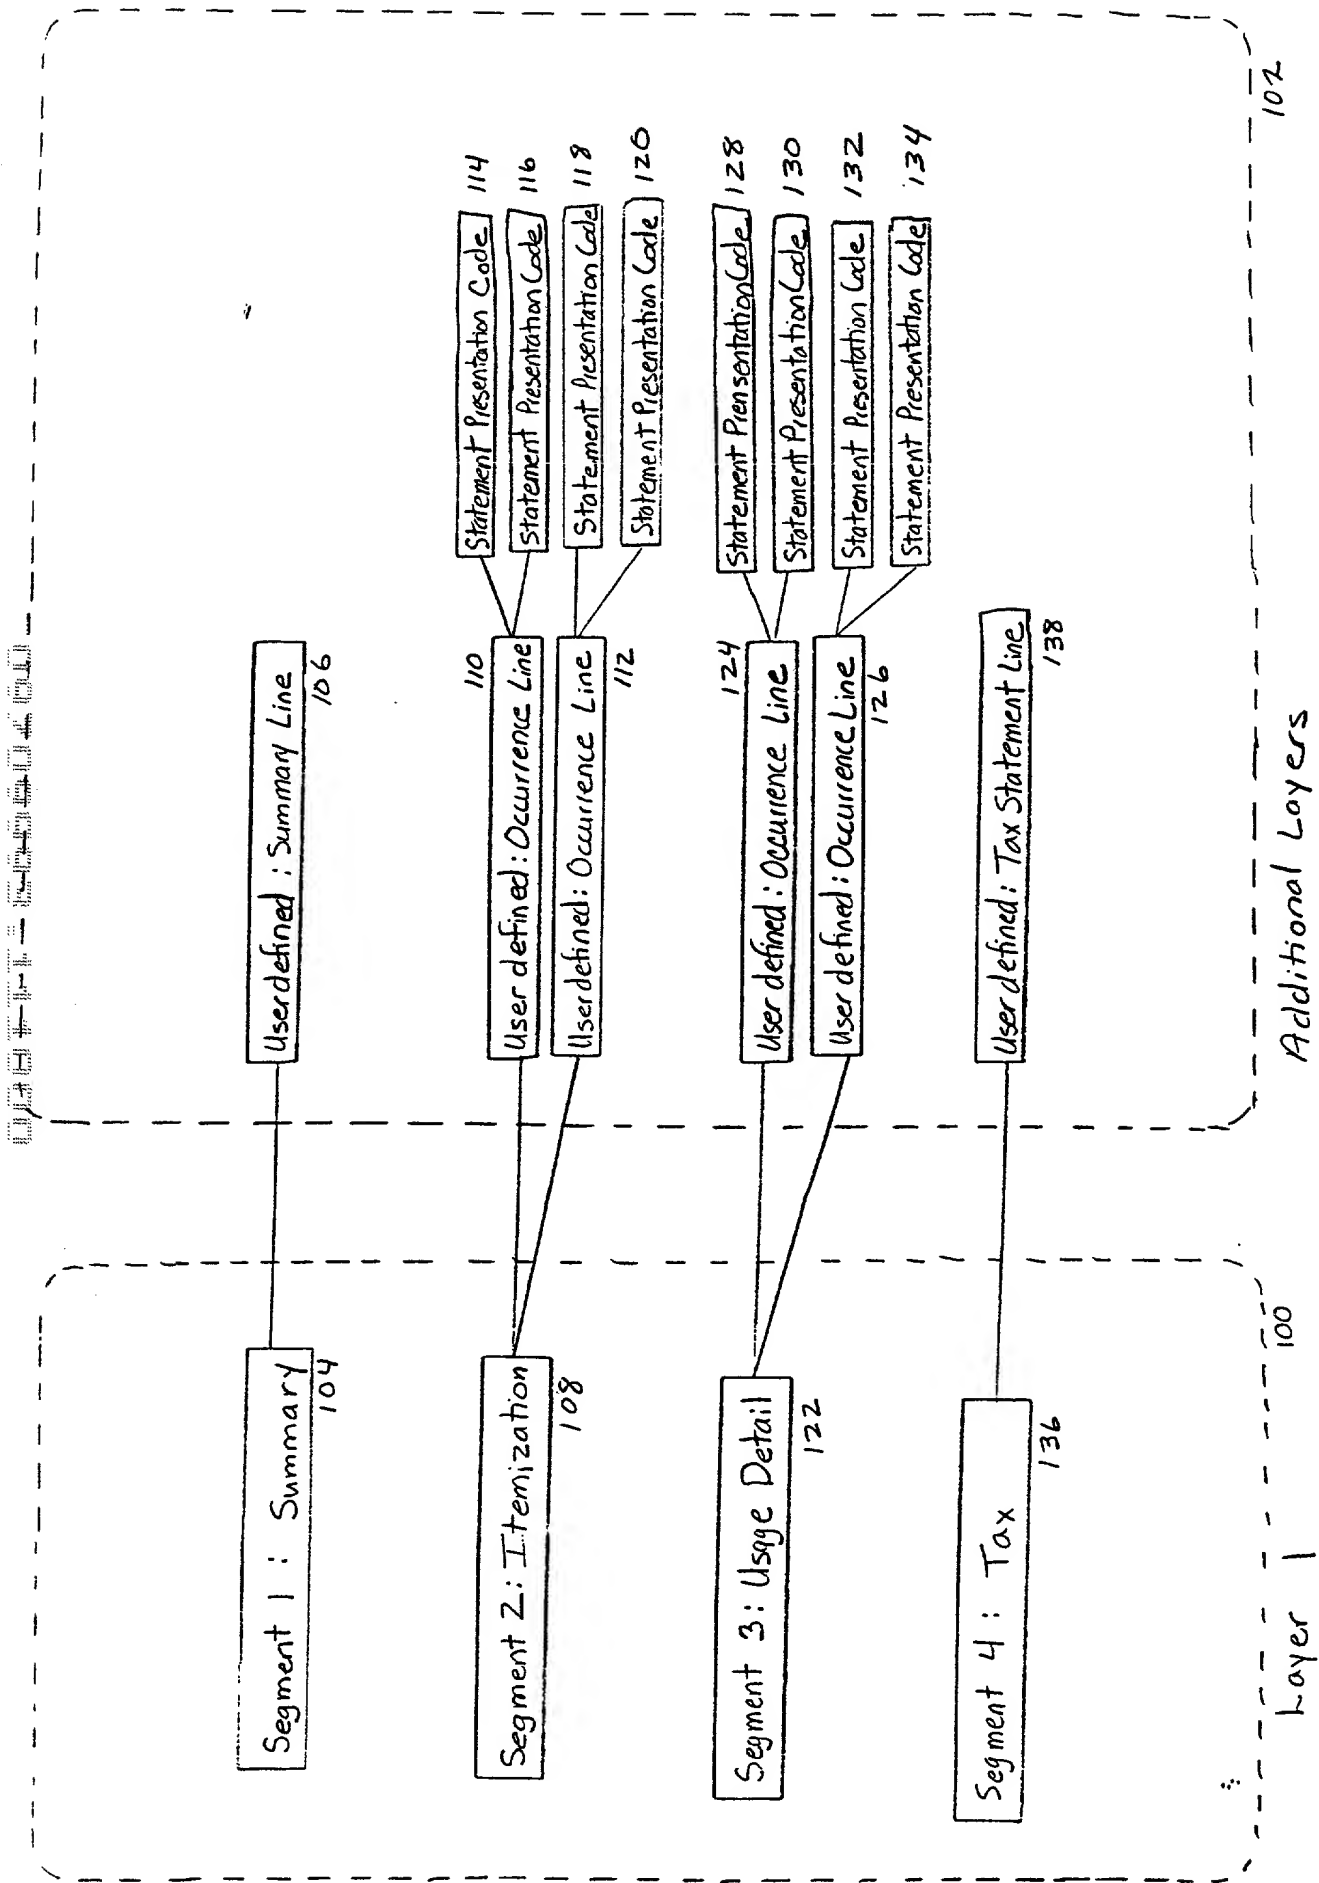 Segment 1 : Summary
104
User defined : Summary Line
106
Segment 2: Itemization
108
User defined: Occurrence Line
110
User defined: Occurrence Line
112
Statement Presentation Code
114
Statement Presentation Code
116
Statement Presentation Code
118
Statement Presentation Code
120
Segment 3: Usage Detail
122
User defined: Occurrence Line
124
User defined: Occurrence Line
126
Statement Prensentation Code
128
Statement Presentation Code
130
Statement Presentation Code
132
Statement Presentation Code
134
Segment 4: Tax
136
User defined: Tax Statement Line
138
100
102
Layer 1
Additional Layers